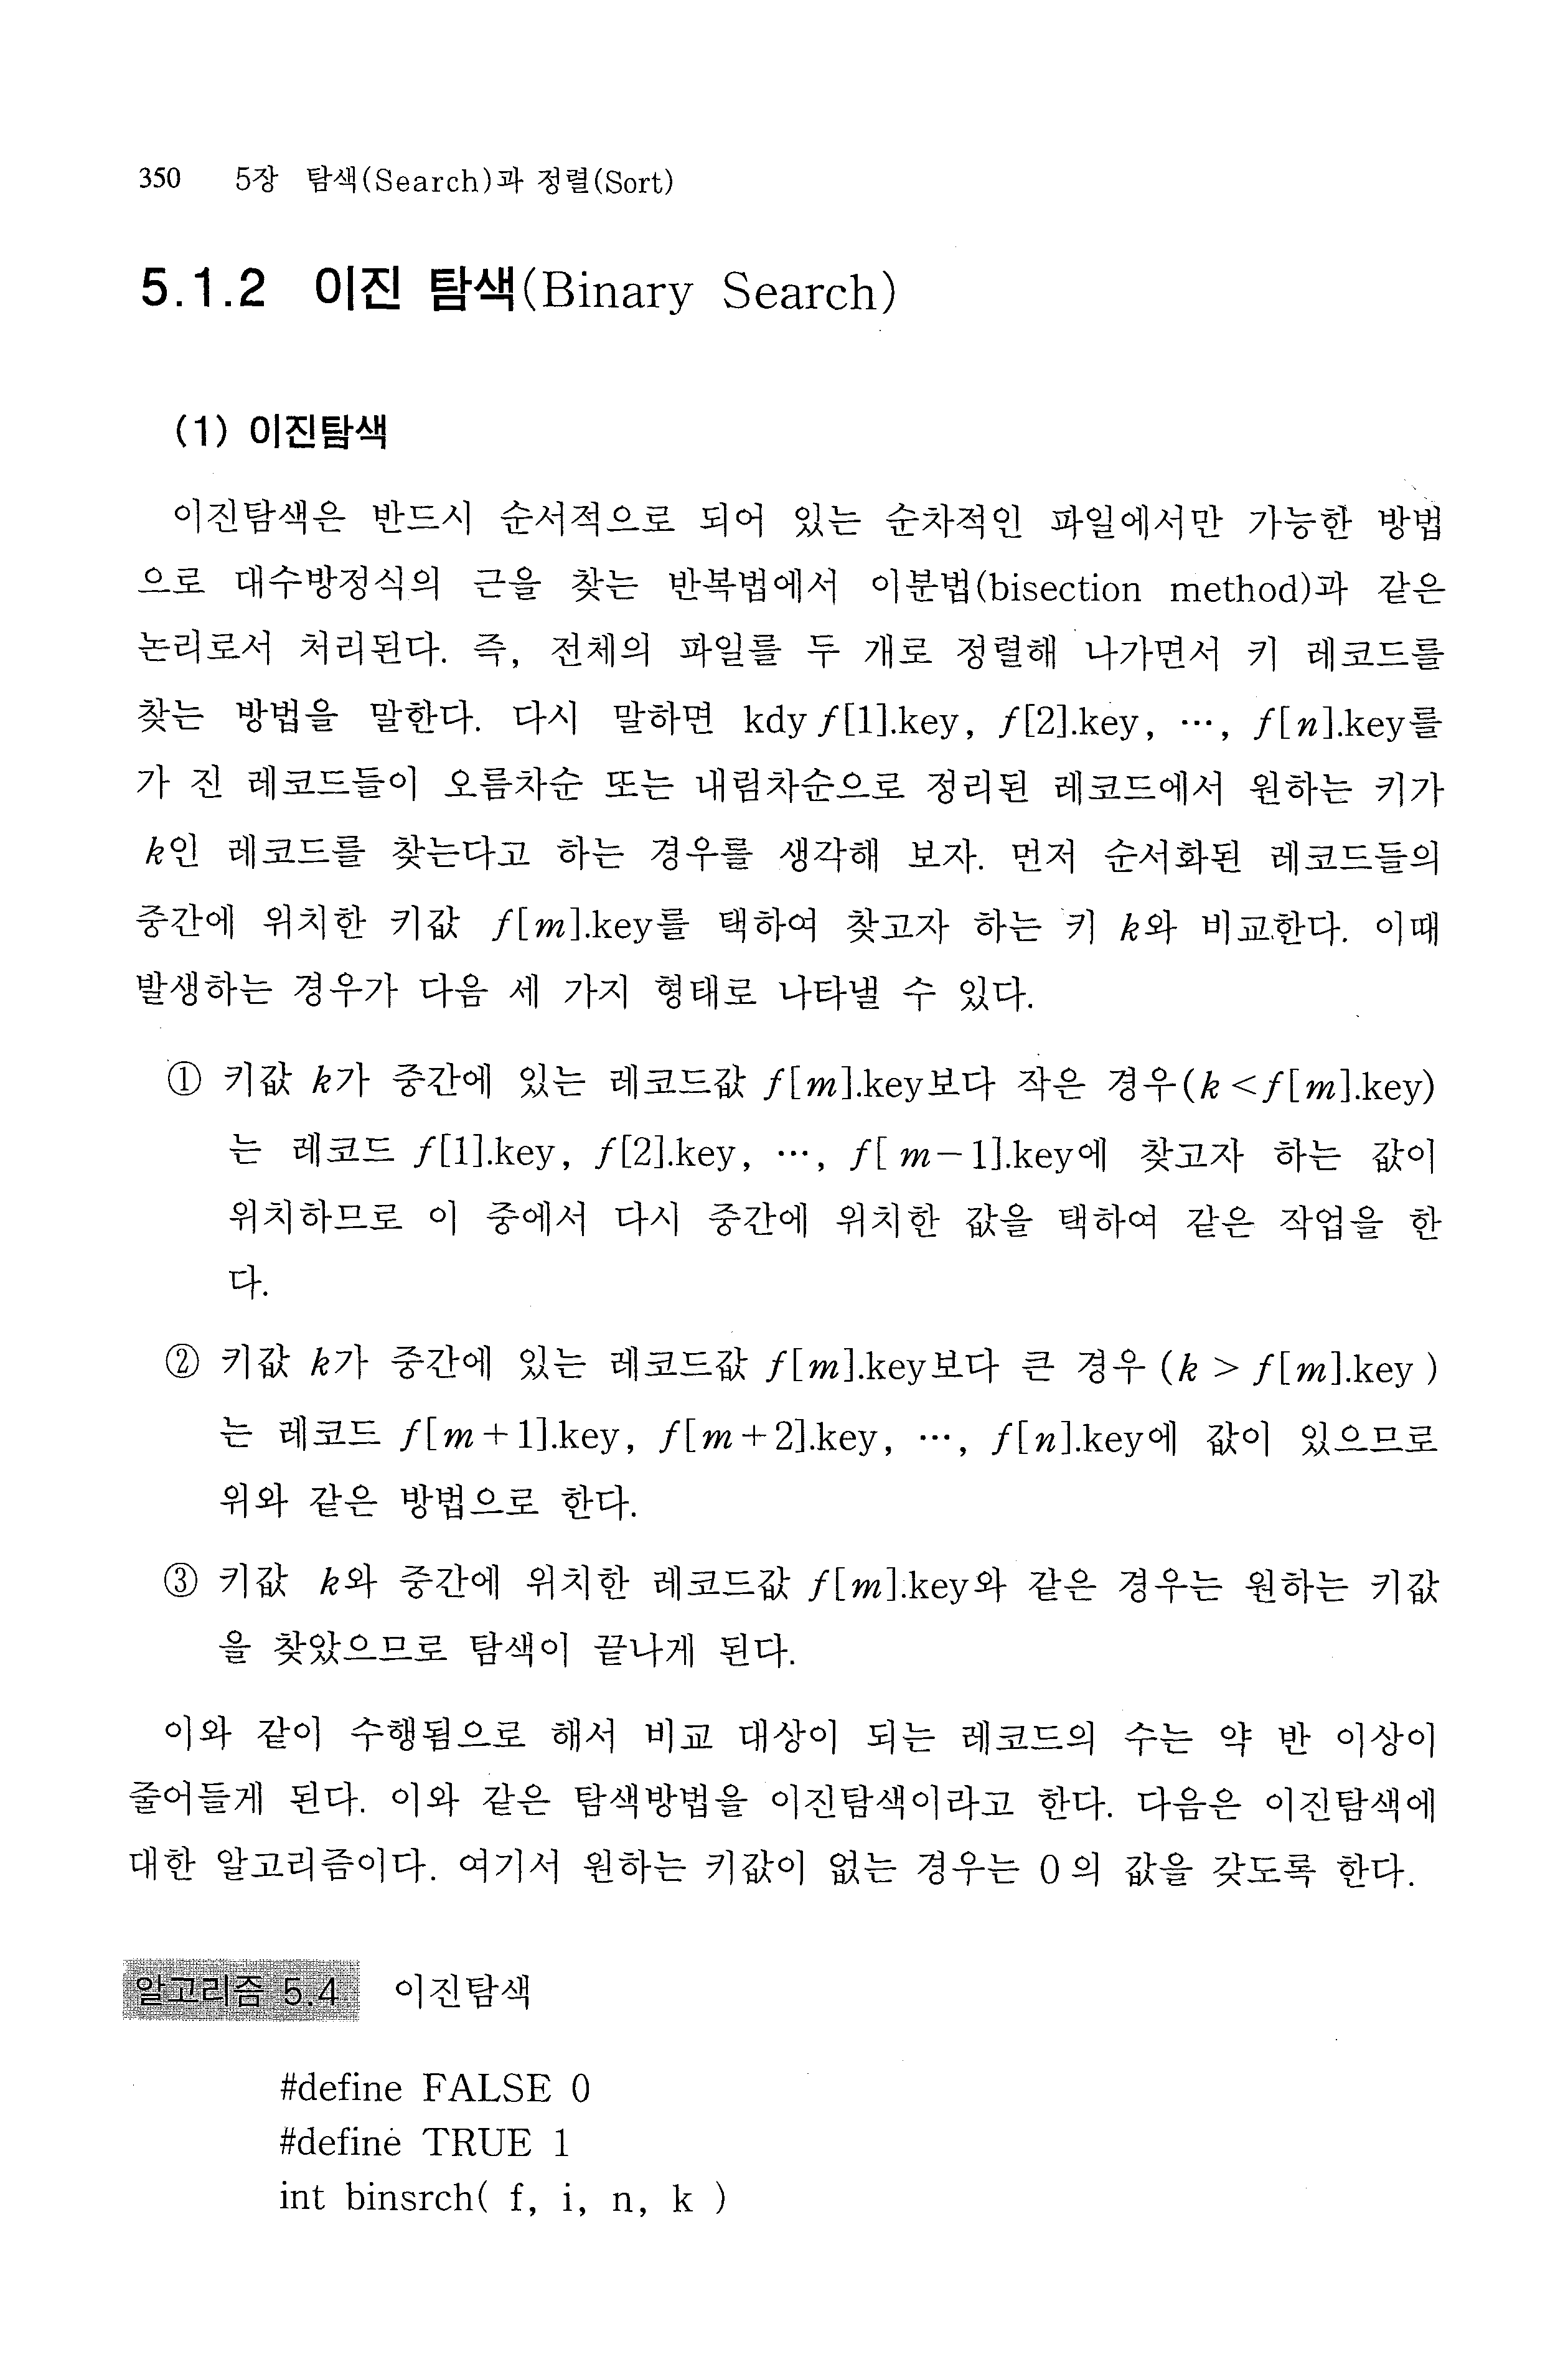 350 5장 탐색(Search)과 정렬(Sort)
5.1.2 이진 탐색(Binary Search)
(1) 이진탐색
이진탐색은 반드시 순서적으로 되어 있는 순차적인 파일에서만 가능한 방법
으로 대수방정식의 근을 찾는 반복법에서 이분법(bisection method)과 같은
논리로서 처리된다. 즉, 전체의 파일를 두 개로 정렬해 나가면서 키 레코드를
찾는 방법을 말한다. 다시 말하면 kdy f[1].key, f[2].key, ⋯, f[n].key를
가 진 레코드들이 오름차순 또는 내림차순으로 정리된 레코드에서 원하는 키가
k인 레코드를 찾는다고 하는 경우를 생각해 보자. 먼저 순서화된 레코드들의
중간에 위치한 키값 f[m].key를 택하여 찾고자 하는 키 k와 비교한다. 이때
발생하는 경우가 다음 세 가지 형태로 나타낼 수 있다.
① 키값 k가 중간에 있는 레코드값 f[m].key보다 작은 경우(k<f[m].key)
는 레코드 f[1].key, f[2].key, ⋯, f[m-1].key에 찾고자 하는 값이
위치하므로 이 중에서 다시 중간에 위치한 값을 택하여 같은 작업을 한
다.
② 키값 k가 중간에 있는 레코드값 f[m].key보다 큰 경우 (k > f[m].key )
는 레코드 f[m+1].key, f[m+2].key, ⋯, f[n].key에 값이 있으므로
위와 같은 방법으로 한다.
③ 키값 k와 중간에 위치한 레코드값 f[m].key와 같은 경우는 원하는 키값
을 찾았으므로 탐색이 끝나게 된다.
이와 같이 수행됨으로 해서 비교 대상이 되는 레코드의 수는 약 반 이상이
줄어들게 된다. 이와 같은 탐색방법을 이진탐색이라고 한다. 다음은 이진탐색에
대한 알고리즘이다. 여기서 원하는 키값이 없는 경우는 0의 값을 갖도록 한다.
알고리즘 5.4 이진탐색
#define FALSE 0
#define TRUE 1
int binsrch( f, i, n, k )